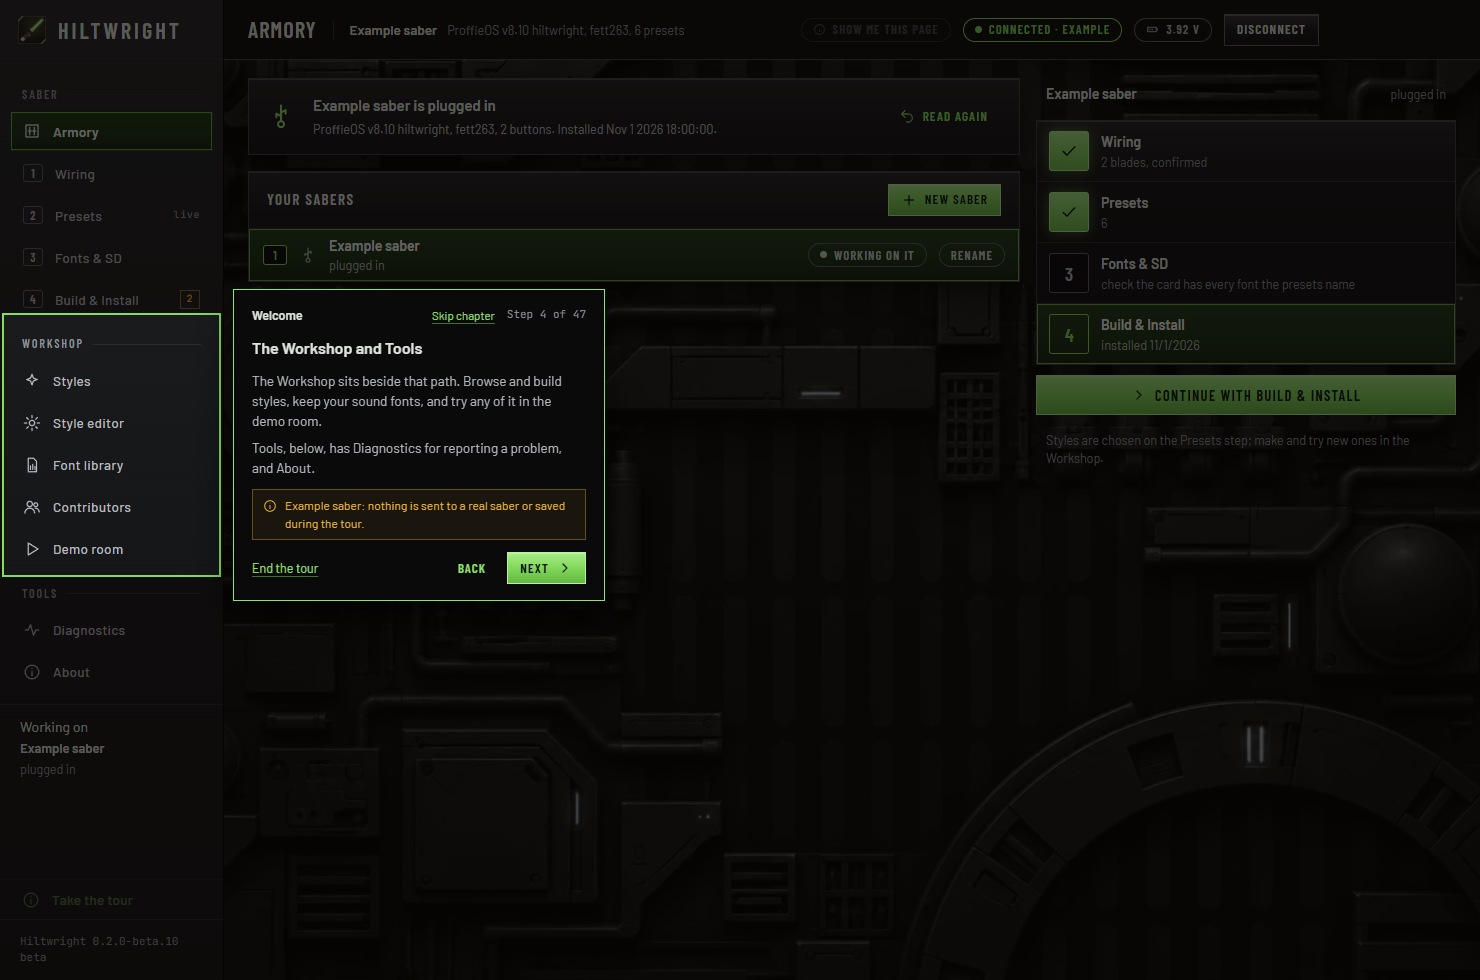 HILTWRIGHT
SABER
Armory
1 Wiring
2 Presets live
3 Fonts & SD
4 Build & Install 2
WORKSHOP
Styles
Style editor
Font library
Contributors
Demo room
TOOLS
Diagnostics
About
Working on
Example saber
plugged in
Take the tour
Hiltwright 0.2.0-beta.10
beta
ARMORY
Example saber ProffieOS v8.10 hiltwright, fett263, 6 presets
SHOW ME THIS PAGE
CONNECTED · EXAMPLE
3.92 V
DISCONNECT
Example saber is plugged in
ProffieOS v8.10 hiltwright, fett263, 2 buttons. Installed Nov 1 2026 18:00:00.
READ AGAIN
YOUR SABERS
NEW SABER
1 Example saber
plugged in
WORKING ON IT
RENAME
Welcome
Skip chapter
Step 4 of 47
The Workshop and Tools
The Workshop sits beside that path. Browse and build
styles, keep your sound fonts, and try any of it in the
demo room.
Tools, below, has Diagnostics for reporting a problem,
and About.
Example saber: nothing is sent to a real saber or saved
during the tour.
End the tour
BACK
NEXT
Example saber plugged in
Wiring
2 blades, confirmed
Presets
6
3 Fonts & SD
check the card has every font the presets name
4 Build & Install
installed 11/1/2026
CONTINUE WITH BUILD & INSTALL
Styles are chosen on the Presets step; make and try new ones in the
Workshop.